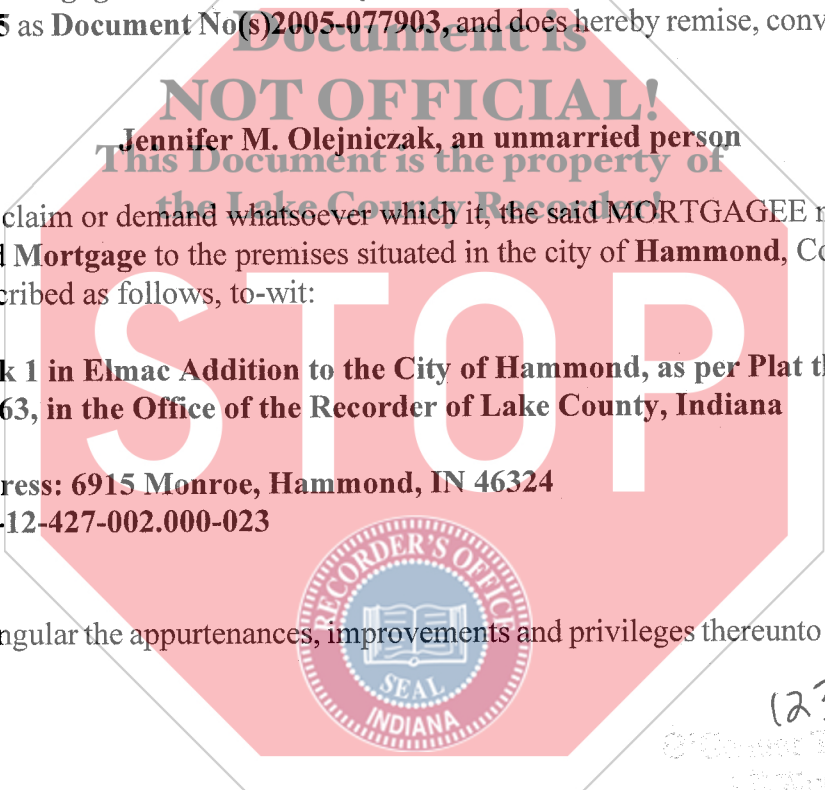 5 as Document No(s)2005-077903, and does hereby remise, conv
Document is
NOT OFFICIAL!
Jennifer M. Olejniczak, an unmarried person
This Document is the property of
the Lake County Recorder!
claim or demand whatsoever which it, the said MORTGAGEE
Mortgage to the premises situated in the city of Hammond, Co
cribed as follows, to-wit:
STOP
k 1 in Elmac Addition to the City of Hammond, as per Plat th
63, in the Office of the Recorder of Lake County, Indiana
ress: 6915 Monroe, Hammond, IN 46324
-12-427-002.000-023
RECORDER'S OFFICE
ngular the appurtenances, improvements and privileges thereunto
SEAL
INDIANA